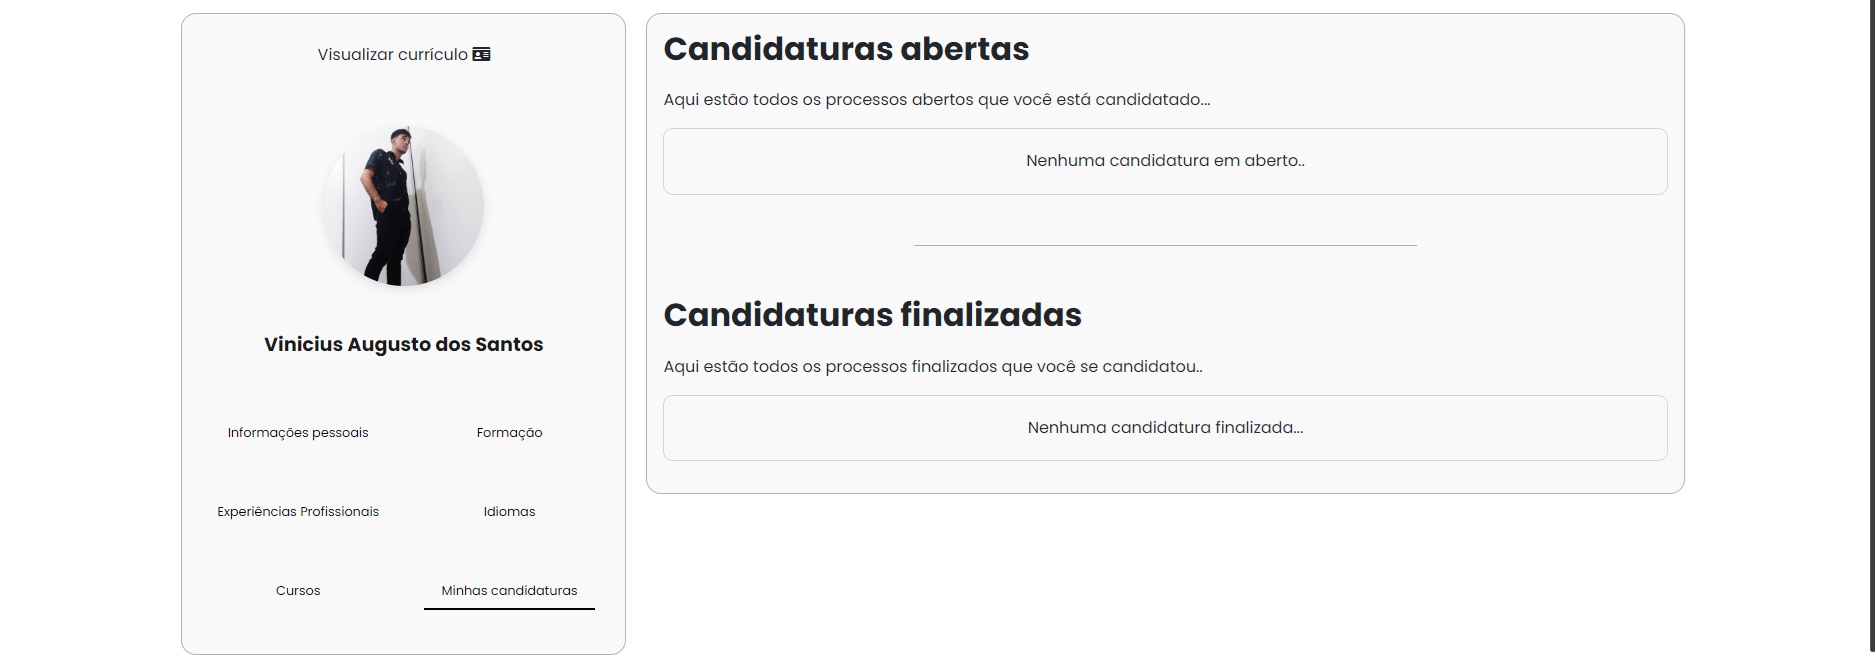 Visualizar currículo
Vinicius Augusto dos Santos
Informações pessoais
Formação
Experiências Profissionais
Idiomas
Cursos
Minhas candidaturas
Candidaturas abertas
Aqui estão todos os processos abertos que você está candidatado...
Nenhuma candidatura em aberto..
Candidaturas finalizadas
Aqui estão todos os processos finalizados que você se candidatou..
Nenhuma candidatura finalizada...